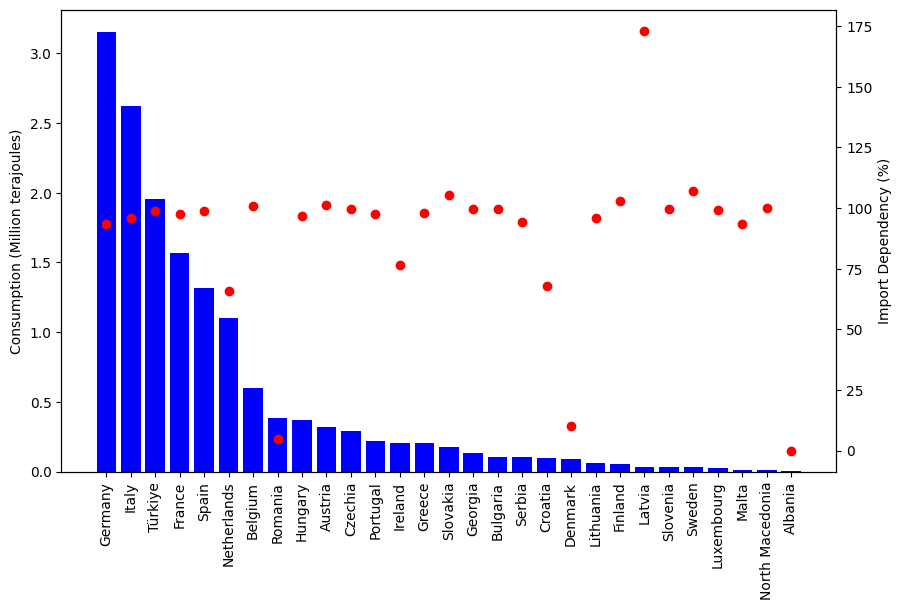 Consumption (Million terajoules)
3.0
2.5
2.0
1.5
1.0
0.5
0.0
175
150
125
100
75
50
25
0
Import Dependency (%)
Germany
Italy
Türkiye
France
Spain
Netherlands
Belgium
Romania
Hungary
Austria
Czechia
Portugal
Ireland
Greece
Slovakia
Georgia
Bulgaria
Serbia
Croatia
Denmark
Lithuania
Finland
Latvia
Slovenia
Sweden
Luxembourg
Malta
North Macedonia
Albania